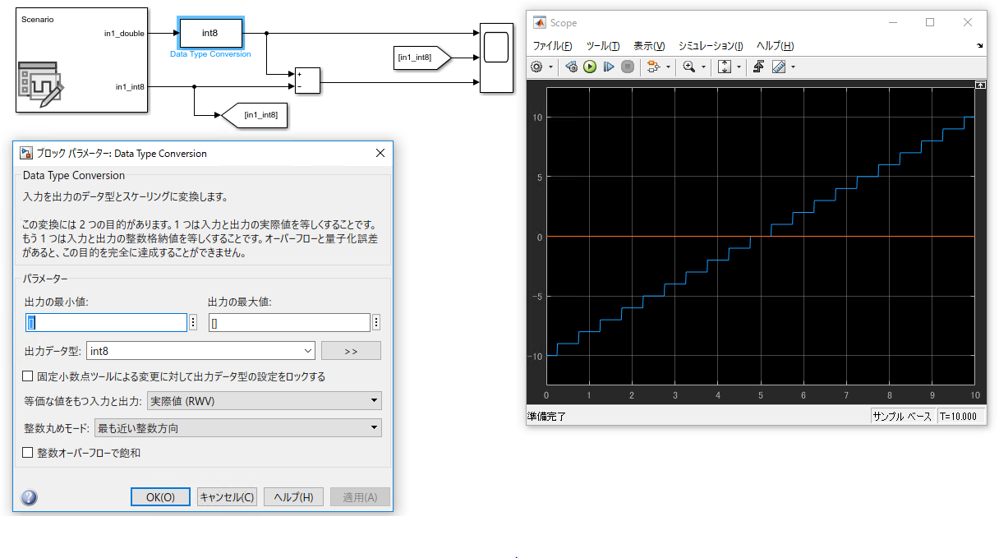 Scenario
in1_double
in1_int8
int8
Data Type Conversion
+
−
[in1_int8]
[in1_int8]
ブロック パラメーター: Data Type Conversion
Data Type Conversion
入力を出力のデータ型とスケーリングに変換します。
この変換には 2 つの目的があります。1 つは入力と出力の実際値を等しくすることです。
もう 1 つは入力と出力の整数格納値を等しくすることです。オーバーフローと量子化誤差
があると、この目的を完全に達成することができません。
パラメーター
出力の最小値:
出力の最大値:
[]
[]
出力データ型:
int8
>>
固定小数点ツールによる変更に対して出力データ型の設定をロックする
等価な値をもつ入力と出力:
実際値 (RWV)
整数丸めモード:
最も近い整数方向
整数オーバーフローで飽和
OK(O)
キャンセル(C)
ヘルプ(H)
適用(A)
Scope
ファイル(F) ツール(T) 表示(V) シミュレーション(I) ヘルプ(H)
10
5
0
-5
-10
0 1 2 3 4 5 6 7 8 9 10
準備完了
サンプル ベース
T=10.000